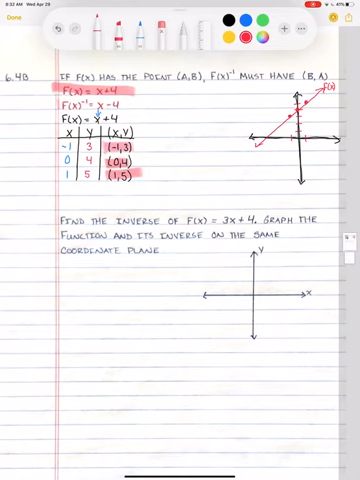 8:32 AM Wed Apr 29
6.4B IF F(X) HAS THE POINT (A,B), F(X)⁻¹ MUST HAVE (B, A)
F(X) = X+4
F(X)⁻¹ = X - 4
F(X) = X + 4
X Y (X,Y)
-1 3 (-1,3)
0 4 (0,4)
1 5 (1,5)
F(X)
FIND THE INVERSE OF F(X) = 3X + 4. GRAPH THE
FUNCTION AND ITS INVERSE ON THE SAME
COORDINATE PLANE
Y
X